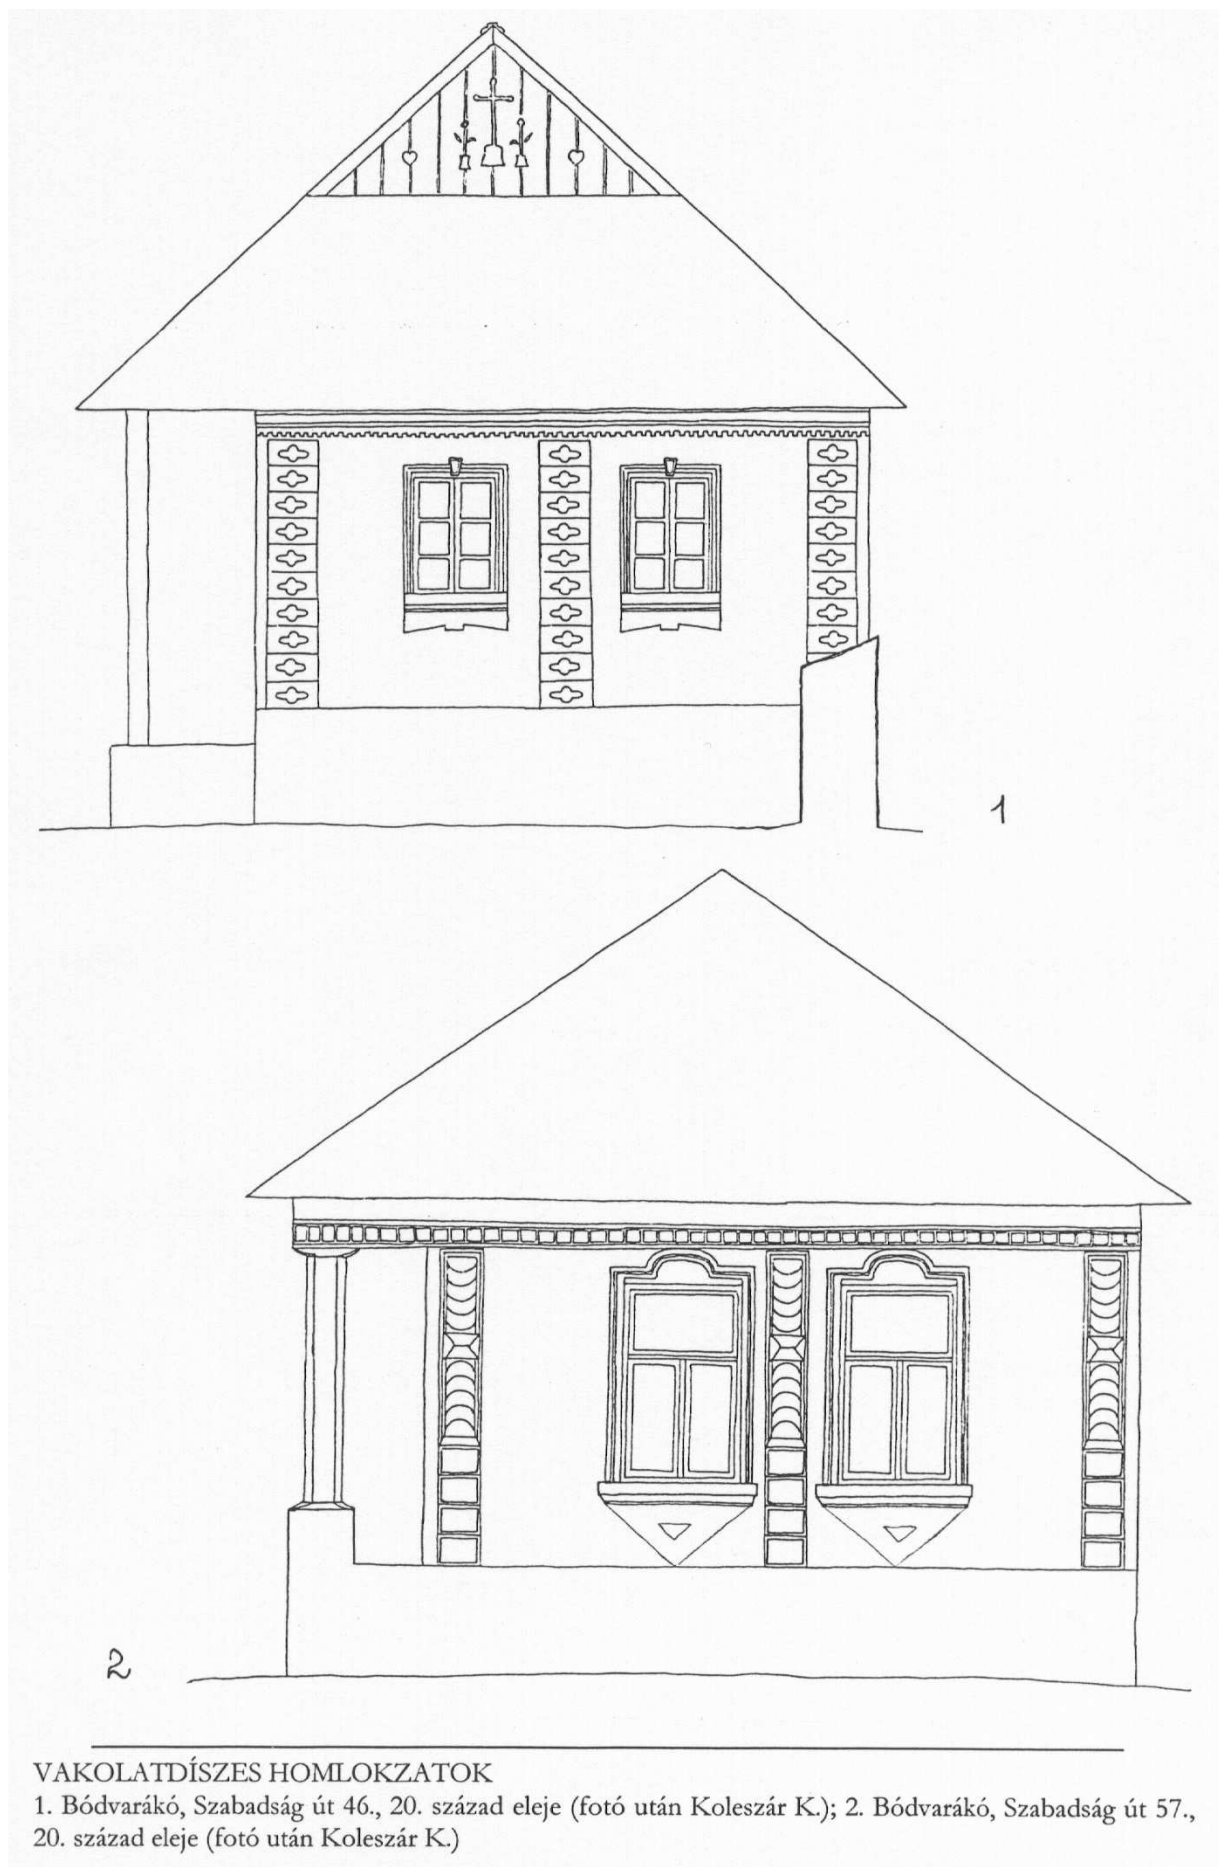 1
2
VAKOLATDÍSZES HOMLOKZATOK
1. Bódvarákó, Szabadság út 46., 20. század eleje (fotó után Koleszár K.); 2. Bódvarákó, Szabadság út 57.,
20. század eleje (fotó után Koleszár K.)